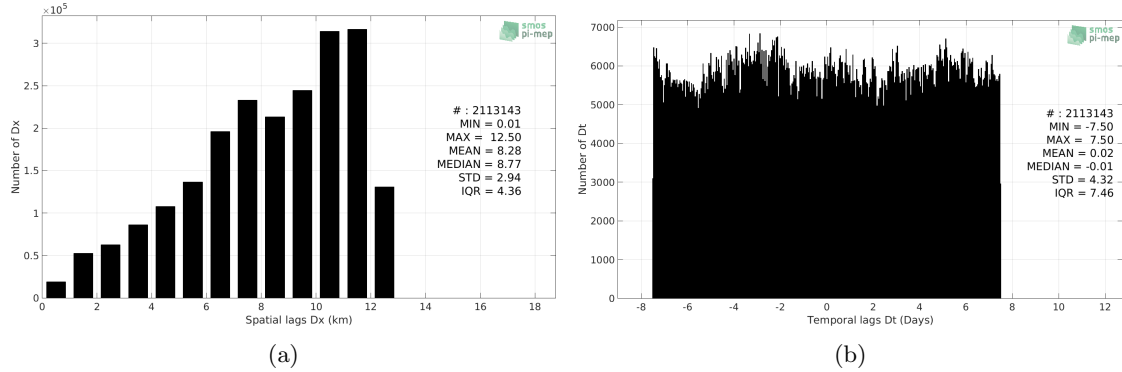 ×10⁵
3
2.5
2
1.5
1
0.5
0
Number of Dx
0 2 4 6 8 10 12 14 16 18
Spatial lags Dx (km)
smos
pi-mep
# : 2113143
MIN = 0.01
MAX = 12.50
MEAN = 8.28
MEDIAN = 8.77
STD = 2.94
IQR = 4.36
(a)
7000
6000
5000
4000
3000
2000
1000
0
Number of Dt
-8 -6 -4 -2 0 2 4 6 8 10 12
Temporal lags Dt (Days)
smos
pi-mep
# : 2113143
MIN = -7.50
MAX = 7.50
MEAN = 0.02
MEDIAN = -0.01
STD = 4.32
IQR = 7.46
(b)